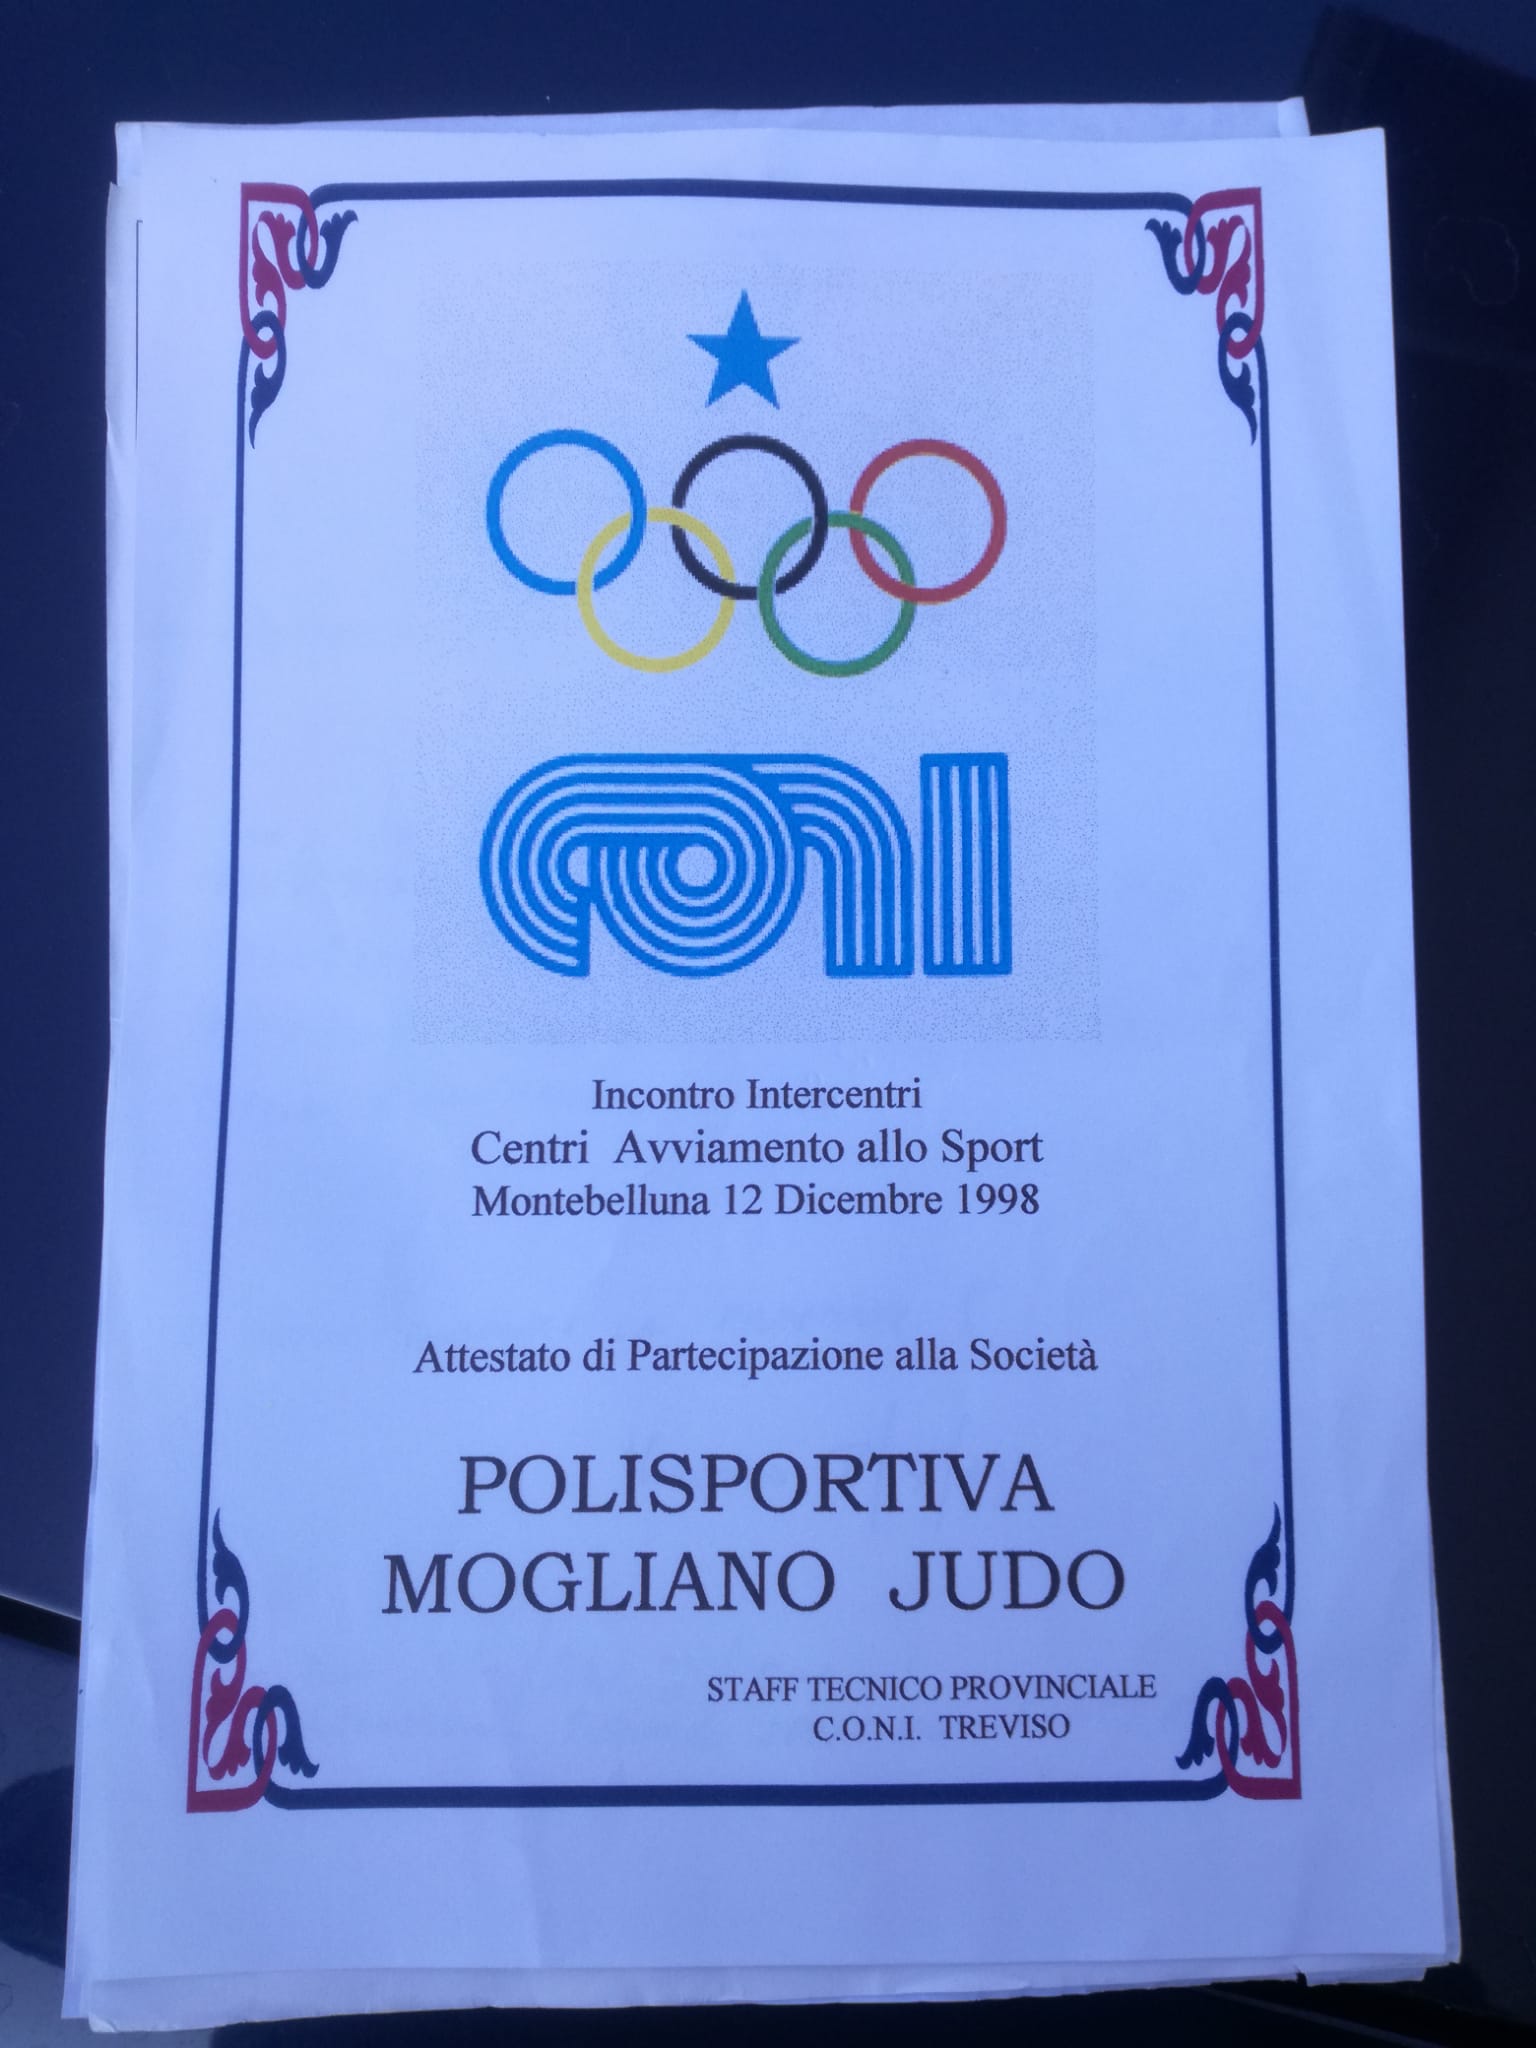 CONI
Incontro Intercentri
Centri Avviamento allo Sport
Montebelluna 12 Dicembre 1998
Attestato di Partecipazione alla Società
POLISPORTIVA
MOGLIANO JUDO
STAFF TECNICO PROVINCIALE
C.O.N.I. TREVISO